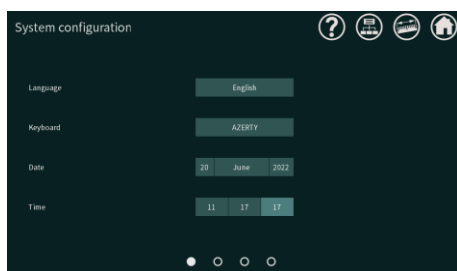 System configuration
?
Language English
Keyboard AZERTY
Date 20 June 2022
Time 11 17 17